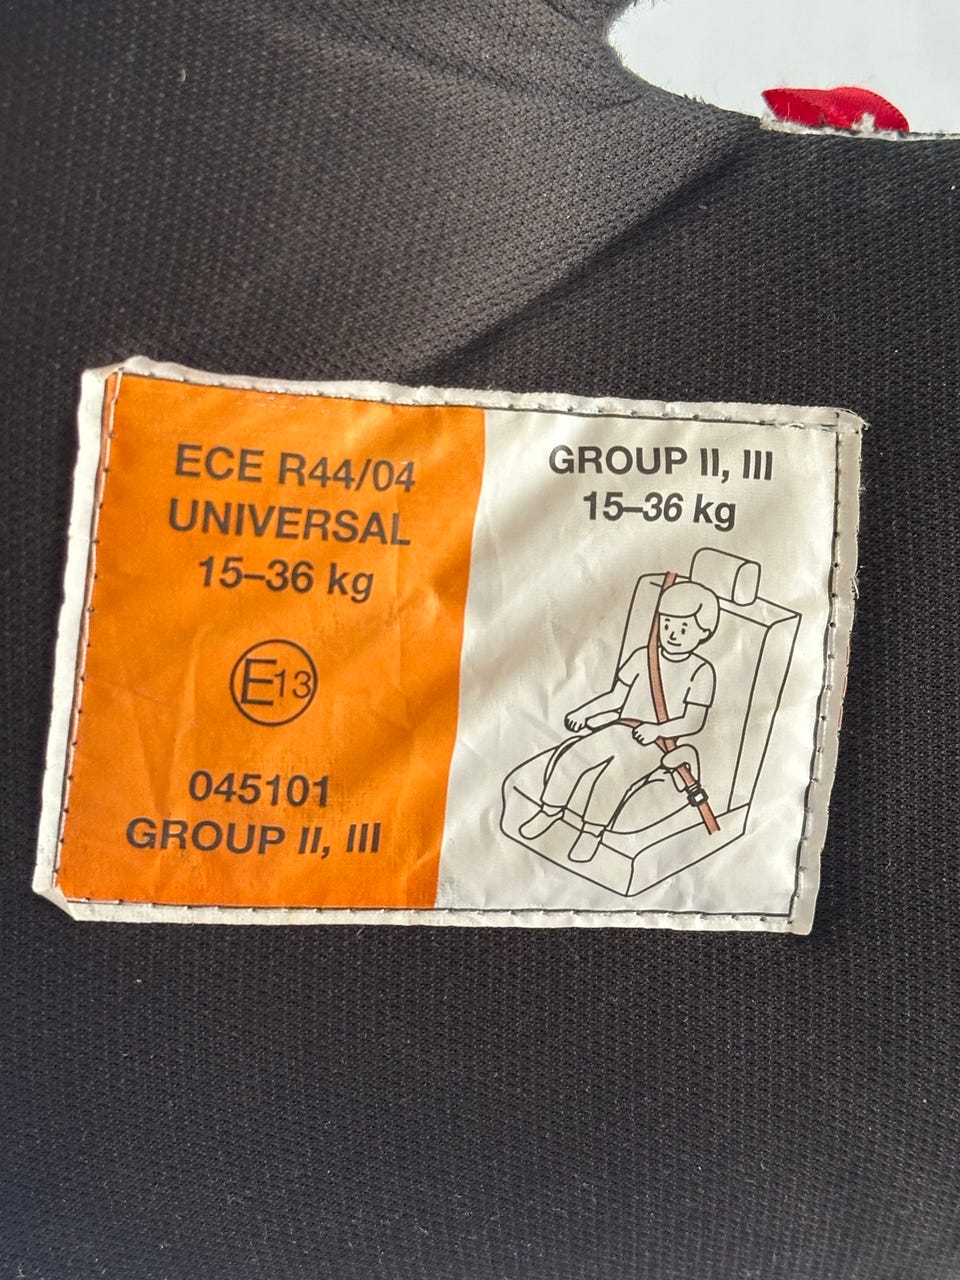 ECE R44/04
UNIVERSAL
15–36 kg
E13
045101
GROUP II, III
GROUP II, III
15–36 kg